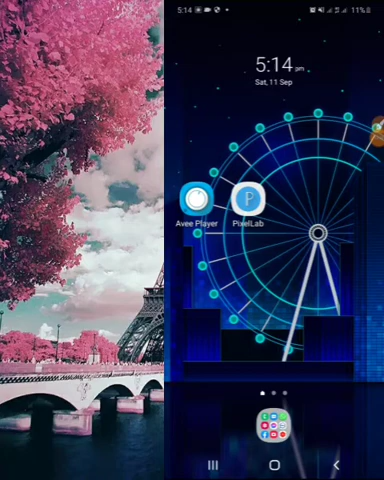 5:14
11%
5:14 pm
Sat, 11 Sep
Avee Player
PixelLab